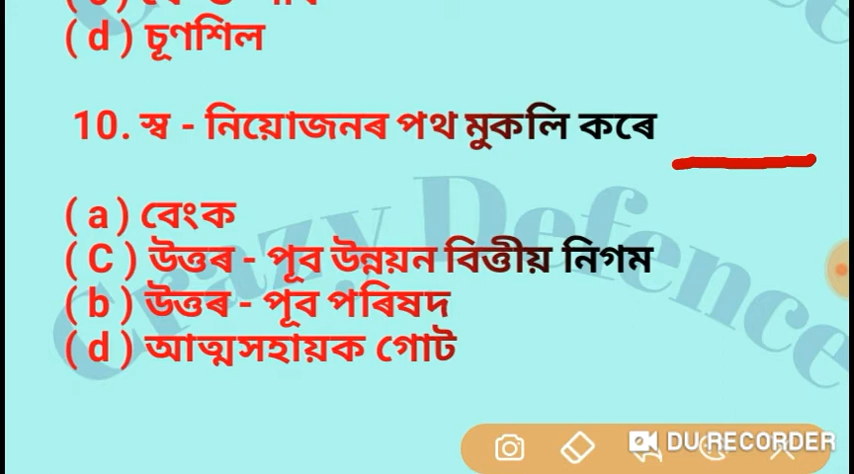 ( d ) চূণশিল
10. স্ব - নিয়োজনৰ পথ মুকলি কৰে
( a ) বেংক
( C ) উত্তৰ - পূব উন্নয়ন বিত্তীয় নিগম
( b ) উত্তৰ - পূব পৰিষদ
( d ) আত্মসহায়ক গোট
Crazy Defence
DU RECORDER